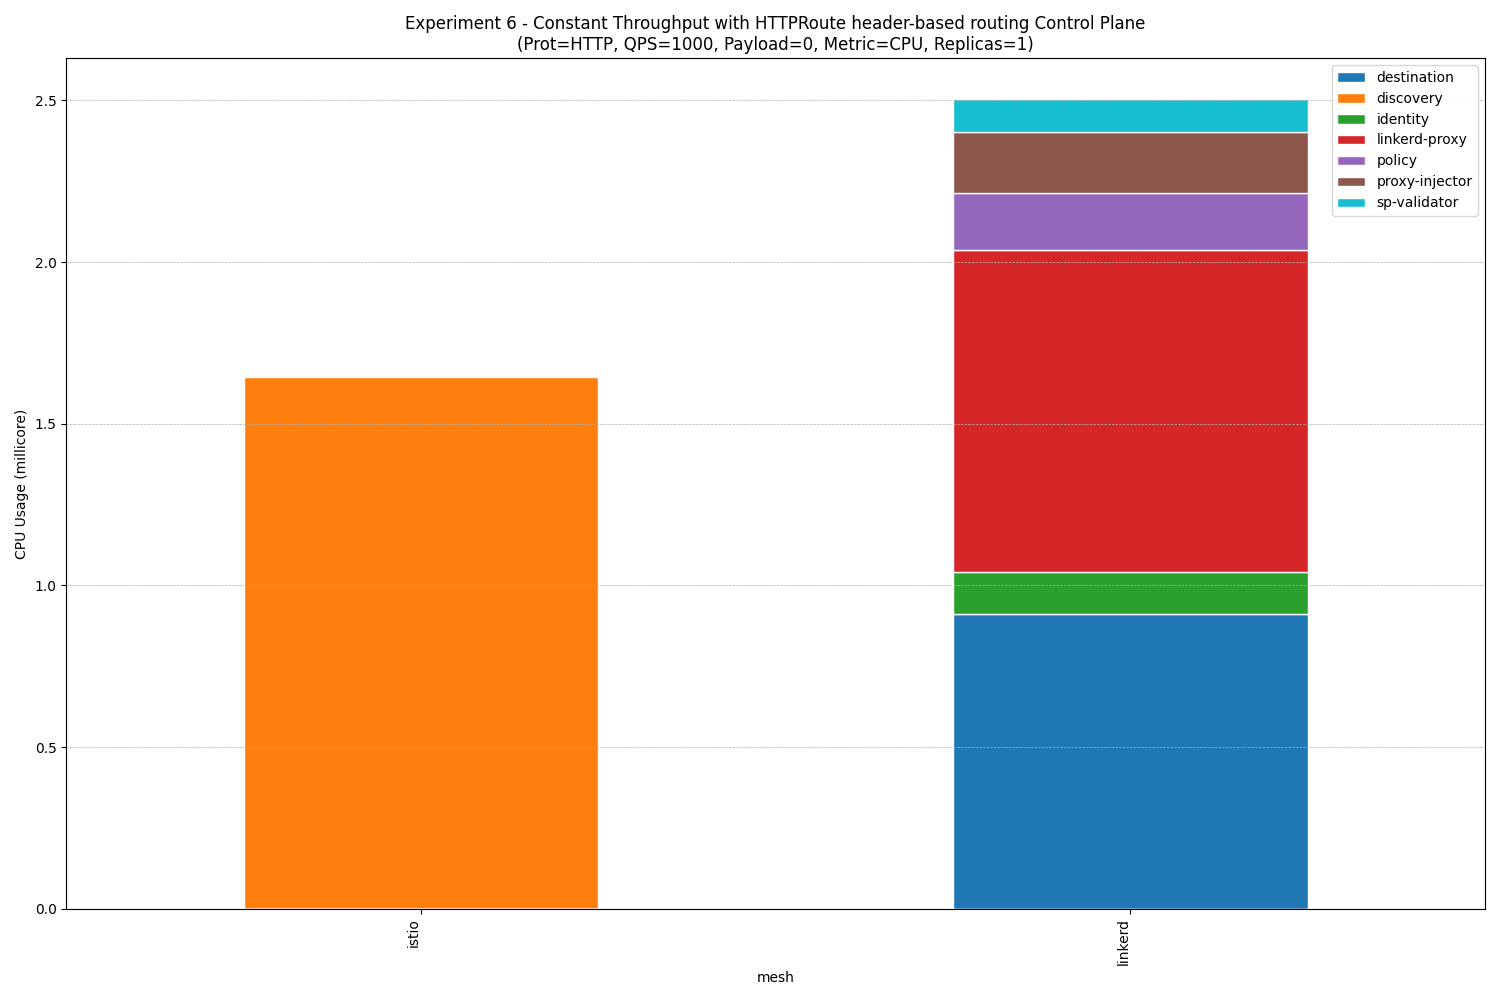 Experiment 6 - Constant Throughput with HTTPRoute header-based routing Control Plane
(Prot=HTTP, QPS=1000, Payload=0, Metric=CPU, Replicas=1)
destination
discovery
identity
linkerd-proxy
policy
proxy-injector
sp-validator
2.5
2.0
1.5
1.0
0.5
0.0
CPU Usage (millicore)
istio
linkerd
mesh